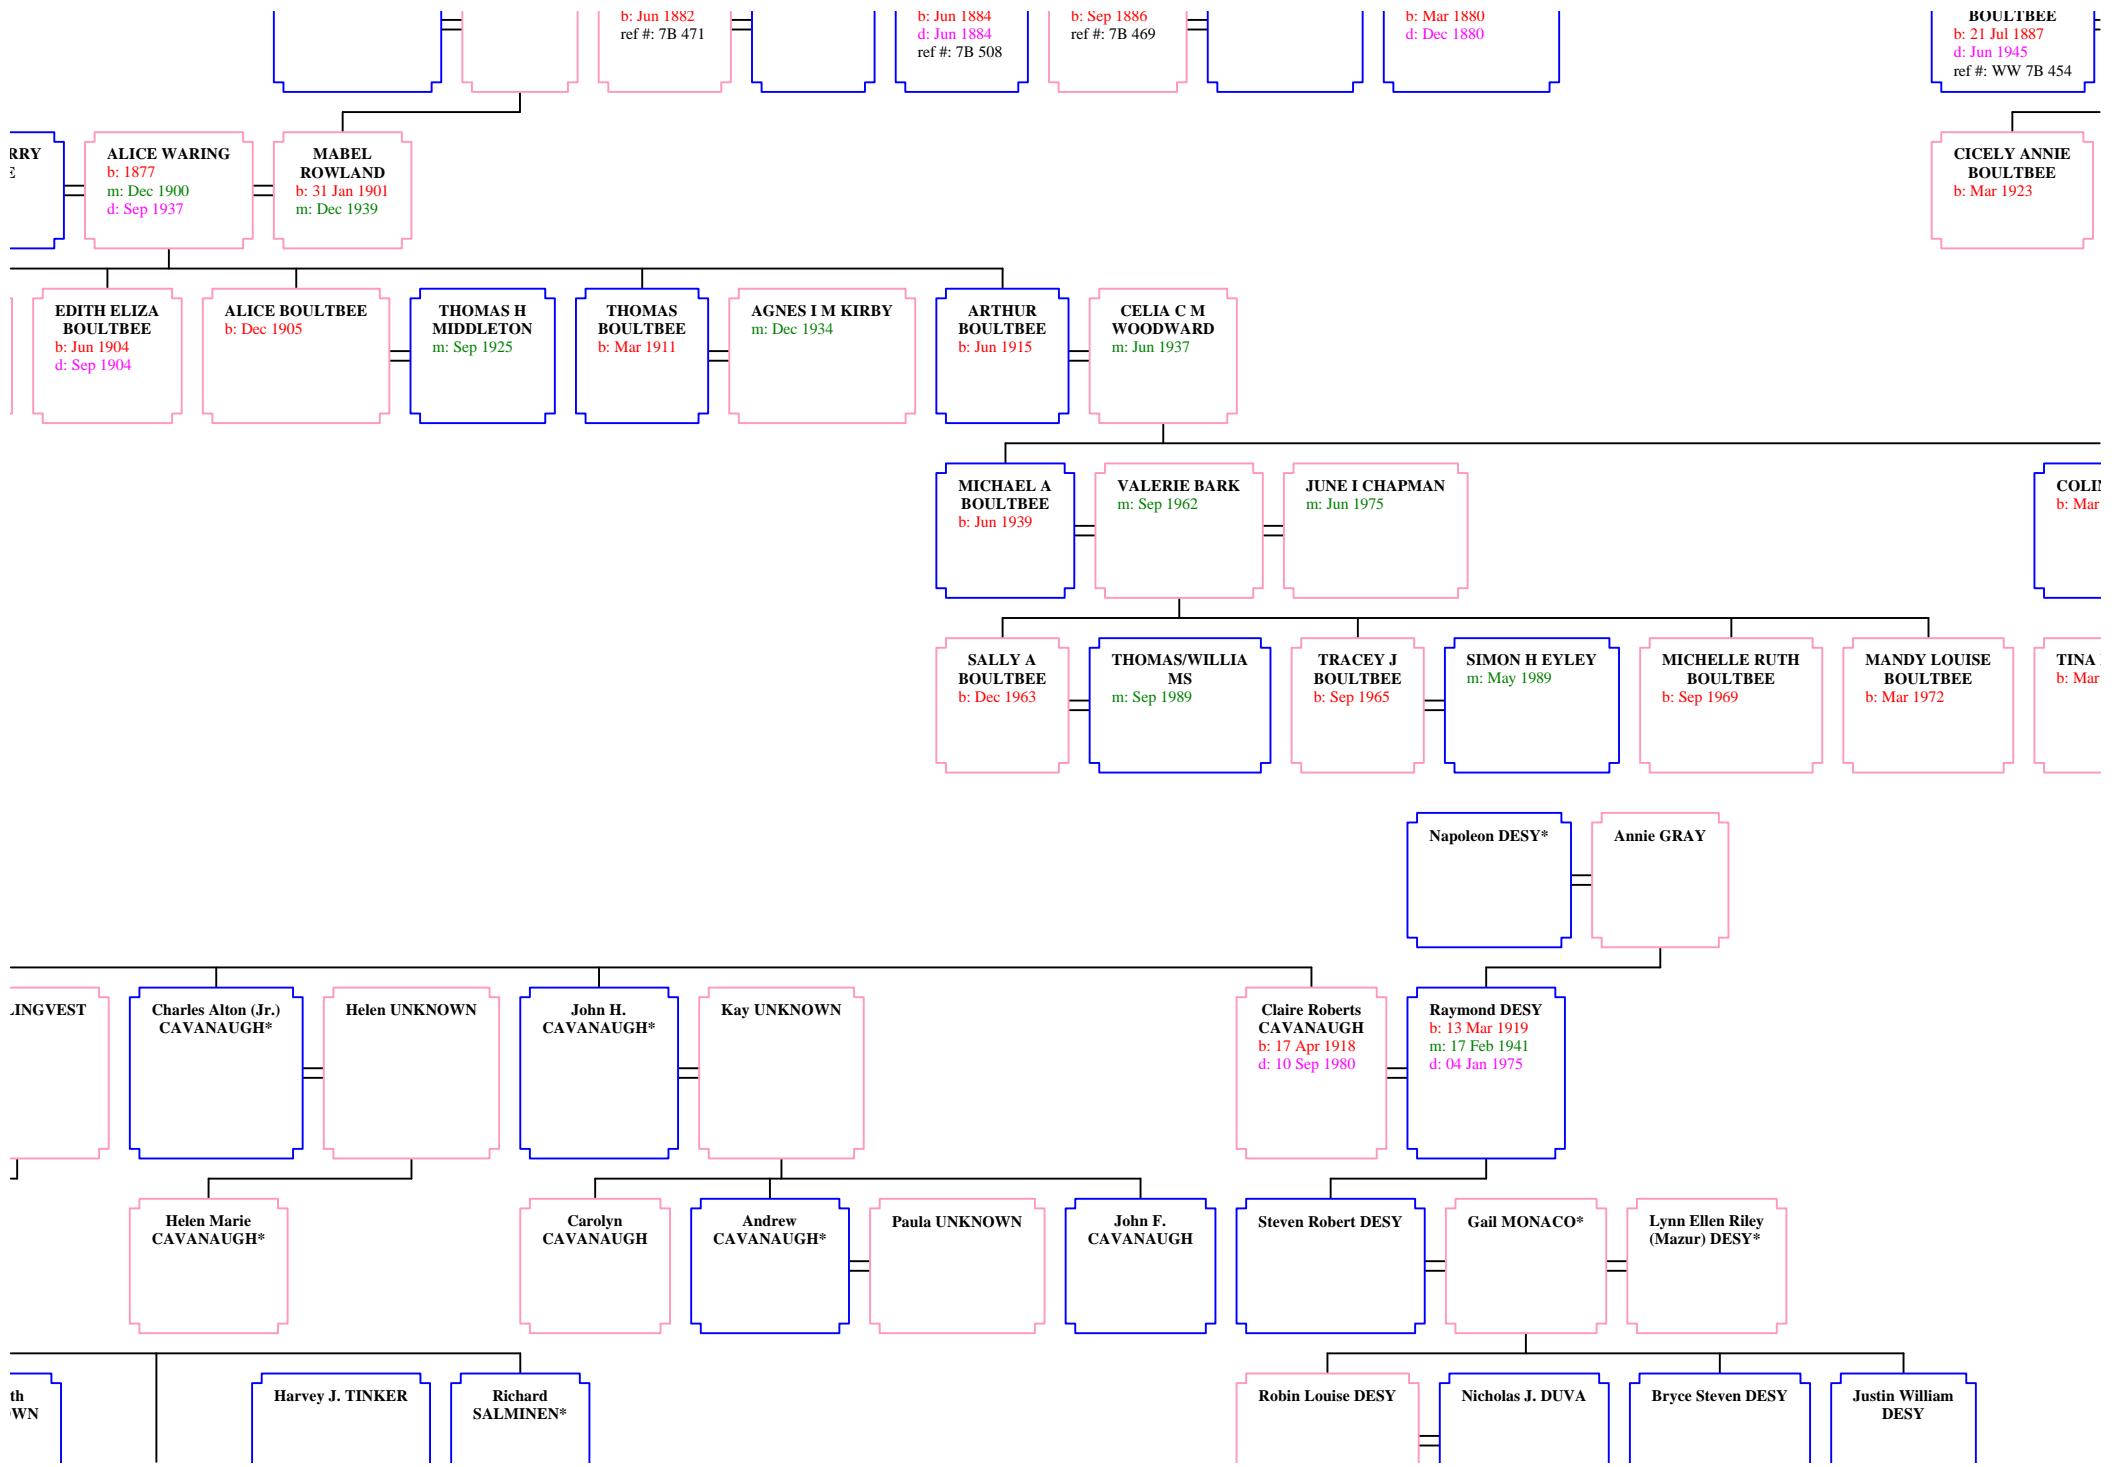 b: Jun 1882
ref #: 7B 471
b: Jun 1884
d: Jun 1884
ref #: 7B 508
b: Sep 1886
ref #: 7B 469
b: Mar 1880
d: Dec 1880
BOULTBEE
b: 21 Jul 1887
d: Jun 1945
ref #: WW 7B 454
RRY
E
ALICE WARING
b: 1877
m: Dec 1900
d: Sep 1937
MABEL
ROWLAND
b: 31 Jan 1901
m: Dec 1939
CICELY ANNIE
BOULTBEE
b: Mar 1923
EDITH ELIZA
BOULTBEE
b: Jun 1904
d: Sep 1904
ALICE BOULTBEE
b: Dec 1905
THOMAS H
MIDDLETON
m: Sep 1925
THOMAS
BOULTBEE
b: Mar 1911
AGNES I M KIRBY
m: Dec 1934
ARTHUR
BOULTBEE
b: Jun 1915
CELIA C M
WOODWARD
m: Jun 1937
MICHAEL A
BOULTBEE
b: Jun 1939
VALERIE BARK
m: Sep 1962
JUNE I CHAPMAN
m: Jun 1975
COLIN
b: Mar
SALLY A
BOULTBEE
b: Dec 1963
THOMAS/WILLIA
MS
m: Sep 1989
TRACEY J
BOULTBEE
b: Sep 1965
SIMON H EYLEY
m: May 1989
MICHELLE RUTH
BOULTBEE
b: Sep 1969
MANDY LOUISE
BOULTBEE
b: Mar 1972
TINA
b: Mar
Napoleon DESY*
Annie GRAY
LINGVEST
Charles Alton (Jr.)
CAVANAUGH*
Helen UNKNOWN
John H.
CAVANAUGH*
Kay UNKNOWN
Claire Roberts
CAVANAUGH
b: 17 Apr 1918
d: 10 Sep 1980
Raymond DESY
b: 13 Mar 1919
m: 17 Feb 1941
d: 04 Jan 1975
Helen Marie
CAVANAUGH*
Carolyn
CAVANAUGH
Andrew
CAVANAUGH*
Paula UNKNOWN
John F.
CAVANAUGH
Steven Robert DESY
Gail MONACO*
Lynn Ellen Riley
(Mazur) DESY*
th
WN
Harvey J. TINKER
Richard
SALMINEN*
Robin Louise DESY
Nicholas J. DUVA
Bryce Steven DESY
Justin William
DESY